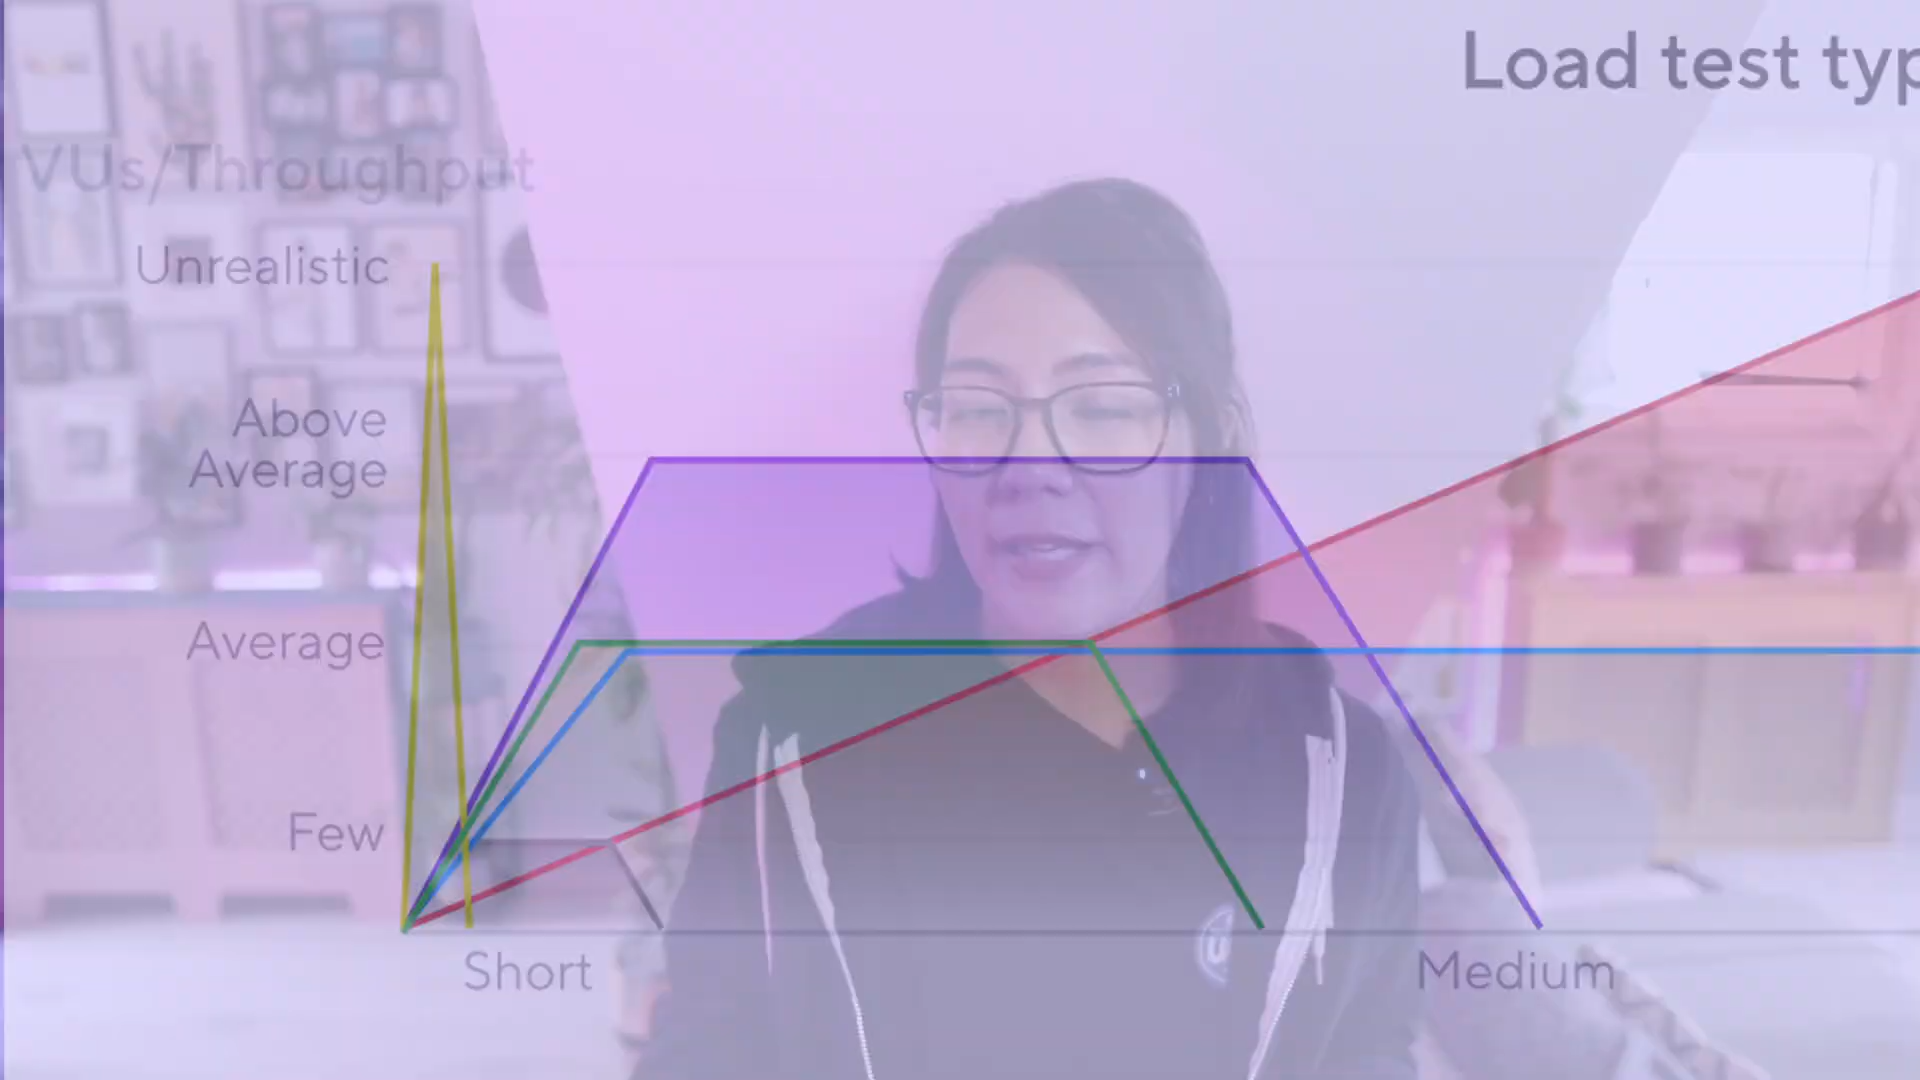 Load test typ
VUs/Throughput
Unrealistic
Above
Average
Average
Few
Short
Medium